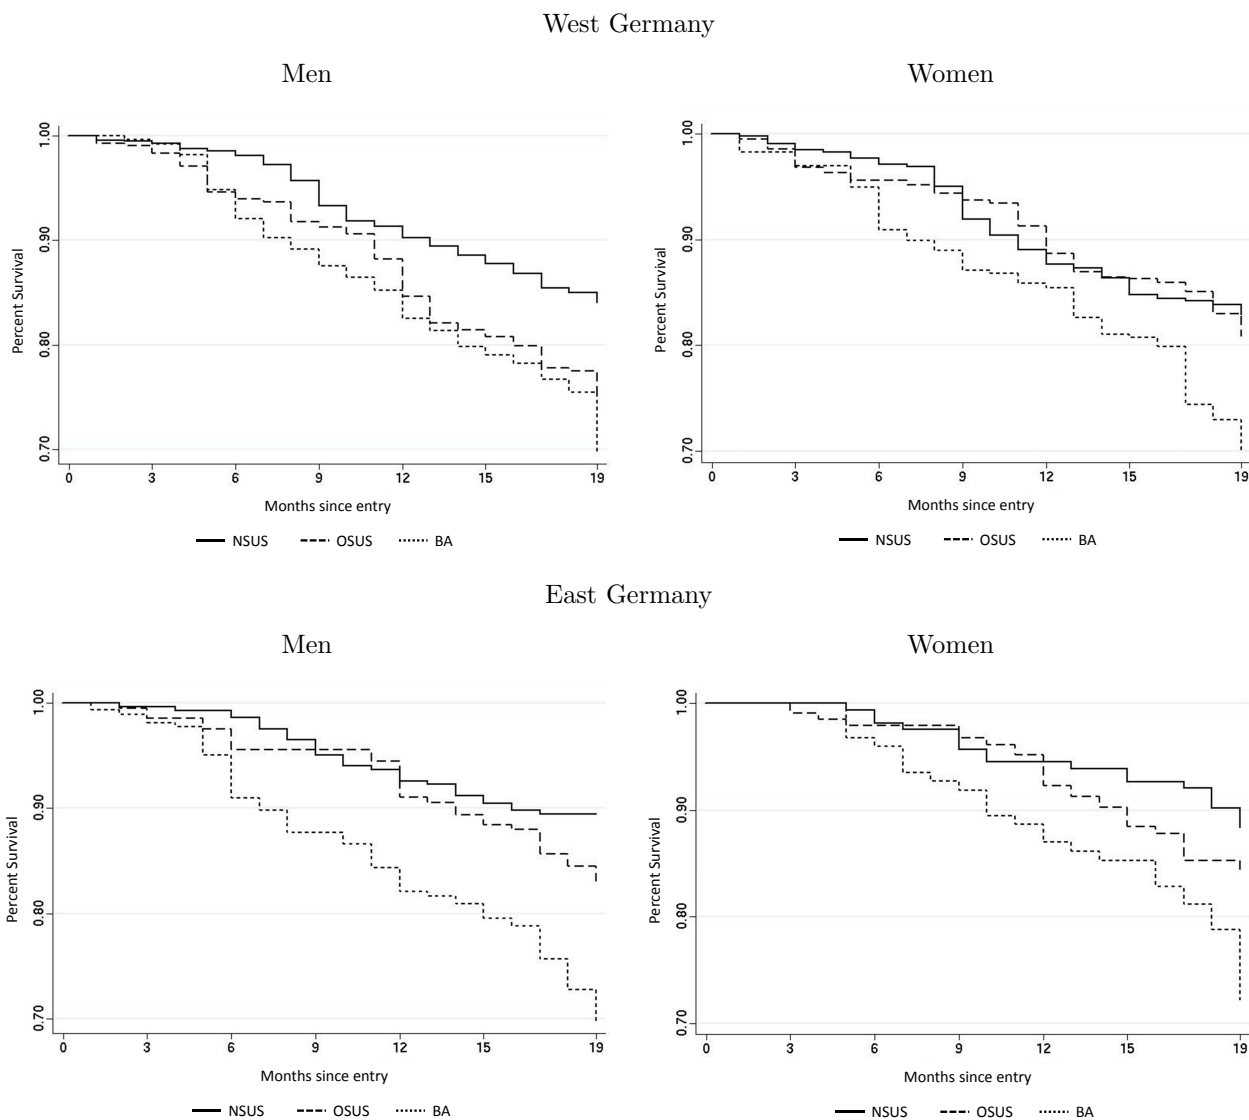 West Germany
Men
Women
Percent Survival
1.00
0.90
0.80
0.70
0 3 6 9 12 15 19
Months since entry
NSUS OSUS BA
Percent Survival
1.00
0.90
0.80
0.70
0 3 6 9 12 15 19
Months since entry
NSUS OSUS BA
East Germany
Men
Women
Percent Survival
1.00
0.90
0.80
0.70
0 3 6 9 12 15 19
Months since entry
NSUS OSUS BA
Percent Survival
1.00
0.90
0.80
0.70
0 3 6 9 12 15 19
Months since entry
NSUS OSUS BA